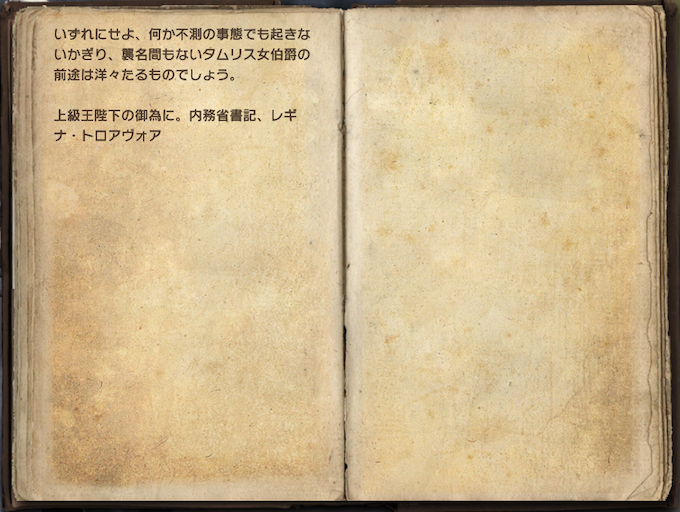 いずれにせよ、何か不測の事態でも起きな
いかぎり、襲名間もないタムリス女伯爵の
前途は洋々たるものでしょう。
上級王陛下の御為に。内務省書記、レギ
ナ・トロアヴォア